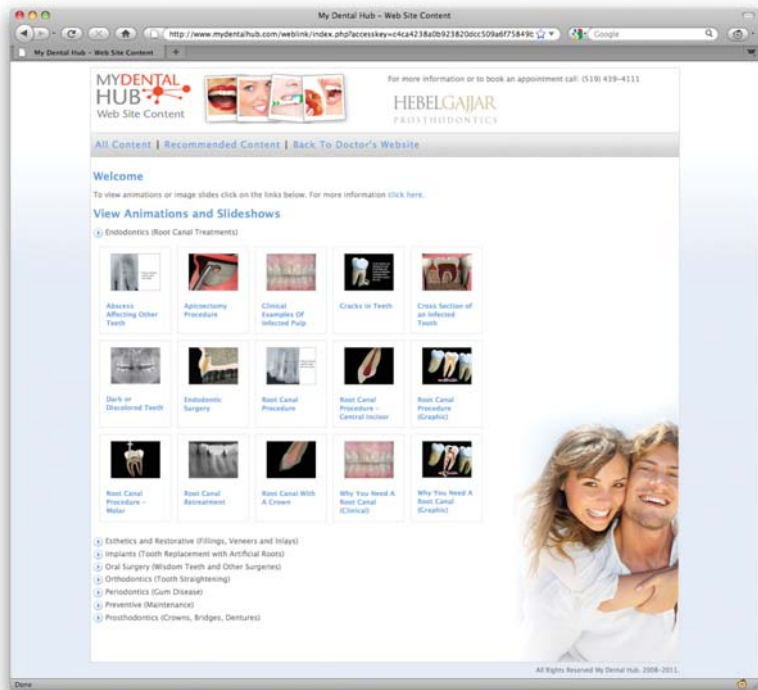 My Dental Hub – Web Site Content
http://www.mydentalhub.com/weblink/index.php?accesskey=c4ca4238a0b923820dcc509a6f75849b
Google
My Dental Hub – Web Site Content
MYDENTAL
HUB
Web Site Content
For more information or to book an appointment call: (519) 439–4111
HEBELGAJJAR
PROSTHODONTICS
All Content | Recommended Content | Back To Doctor's Website
Welcome
To view animations or image slides click on the links below. For more information click here.
View Animations and Slideshows
Endodontics (Root Canal Treatments)
Abscess Affecting Other Teeth
Apicoectomy Procedure
Clinical Examples Of Infected Pulp
Cracks in Teeth
Cross Section of an Infected Tooth
Dark or Discolored Teeth
Endodontic Surgery
Root Canal Procedure
Root Canal Procedure – Central Incisor
Root Canal Procedure (Graphic)
Root Canal Procedure – Molar
Root Canal Retreatment
Root Canal With A Crown
Why You Need A Root Canal (Clinical)
Why You Need A Root Canal (Graphic)
Esthetics and Restorative (Fillings, Veneers and Inlays)
Implants (Tooth Replacement with Artificial Roots)
Oral Surgery (Wisdom Teeth and Other Surgeries)
Orthodontics (Tooth Straightening)
Periodontics (Gum Disease)
Preventive (Maintenance)
Prosthodontics (Crowns, Bridges, Dentures)
All Rights Reserved My Dental Hub. 2008–2011.
Done